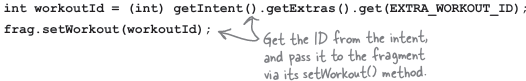 int workoutId = (int) getIntent().getExtras().get(EXTRA_WORKOUT_ID);
frag.setWorkout(workoutId);
Get the ID from the intent,
and pass it to the fragment
via its setWorkout() method.